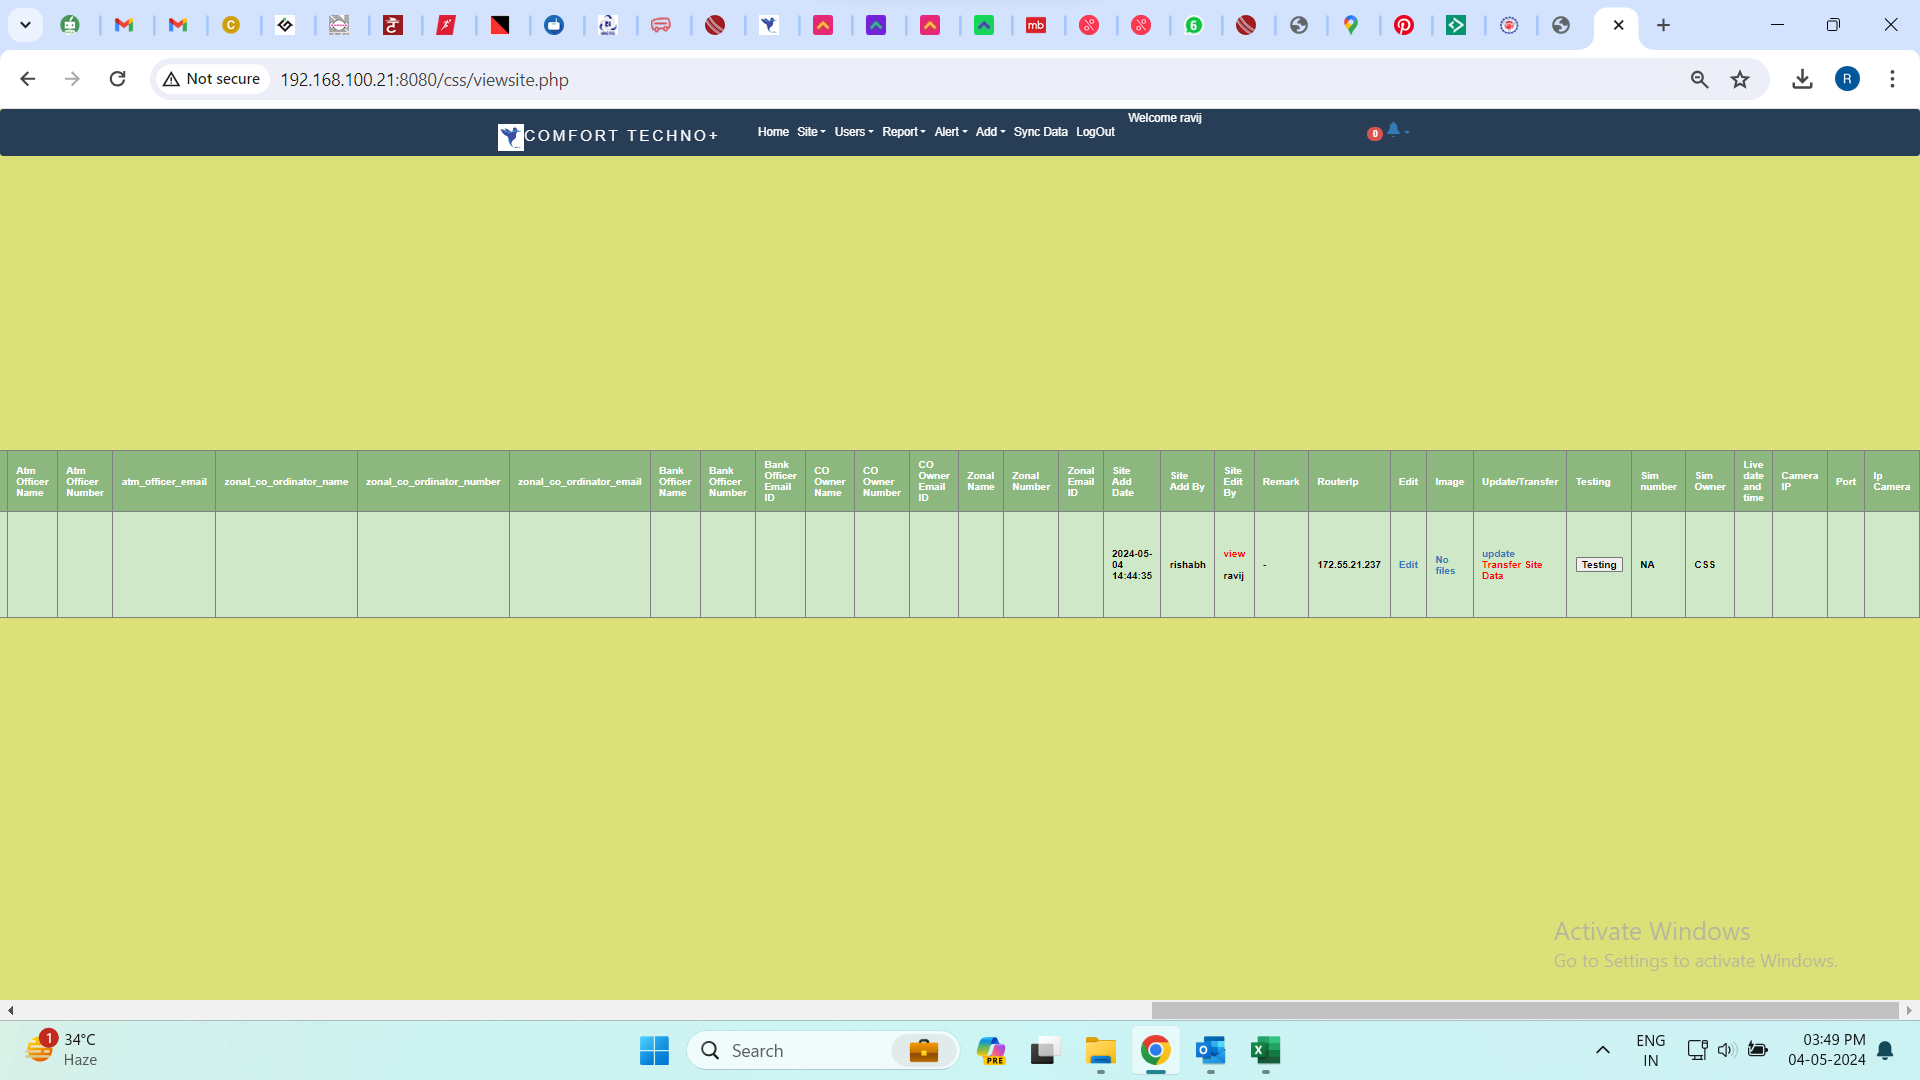 Not secure
192.168.100.21:8080/css/viewsite.php
R
COMFORT TECHNO+
Home Site Users Report Alert Add Sync Data LogOut
Welcome ravij
0
Atm Officer Name
Atm Officer Number
atm_officer_email
zonal_co_ordinator_name
zonal_co_ordinator_number
zonal_co_ordinator_email
Bank Officer Name
Bank Officer Number
Bank Officer Email ID
CO Owner Name
CO Owner Number
CO Owner Email ID
Zonal Name
Zonal Number
Zonal Email ID
Site Add Date
Site Add By
Site Edit By
Remark
RouterIp
Edit
Image
Update/Transfer
Testing
Sim number
Sim Owner
Live date and time
Camera IP
Port
Ip Camera
2024-05-04 14:44:35
rishabh
view
ravij
-
172.55.21.237
Edit
No files
update
Transfer Site Data
Testing
NA
CSS
Activate Windows
Go to Settings to activate Windows.
1
34°C
Haze
Search
PRE
ENG
IN
03:49 PM
04-05-2024